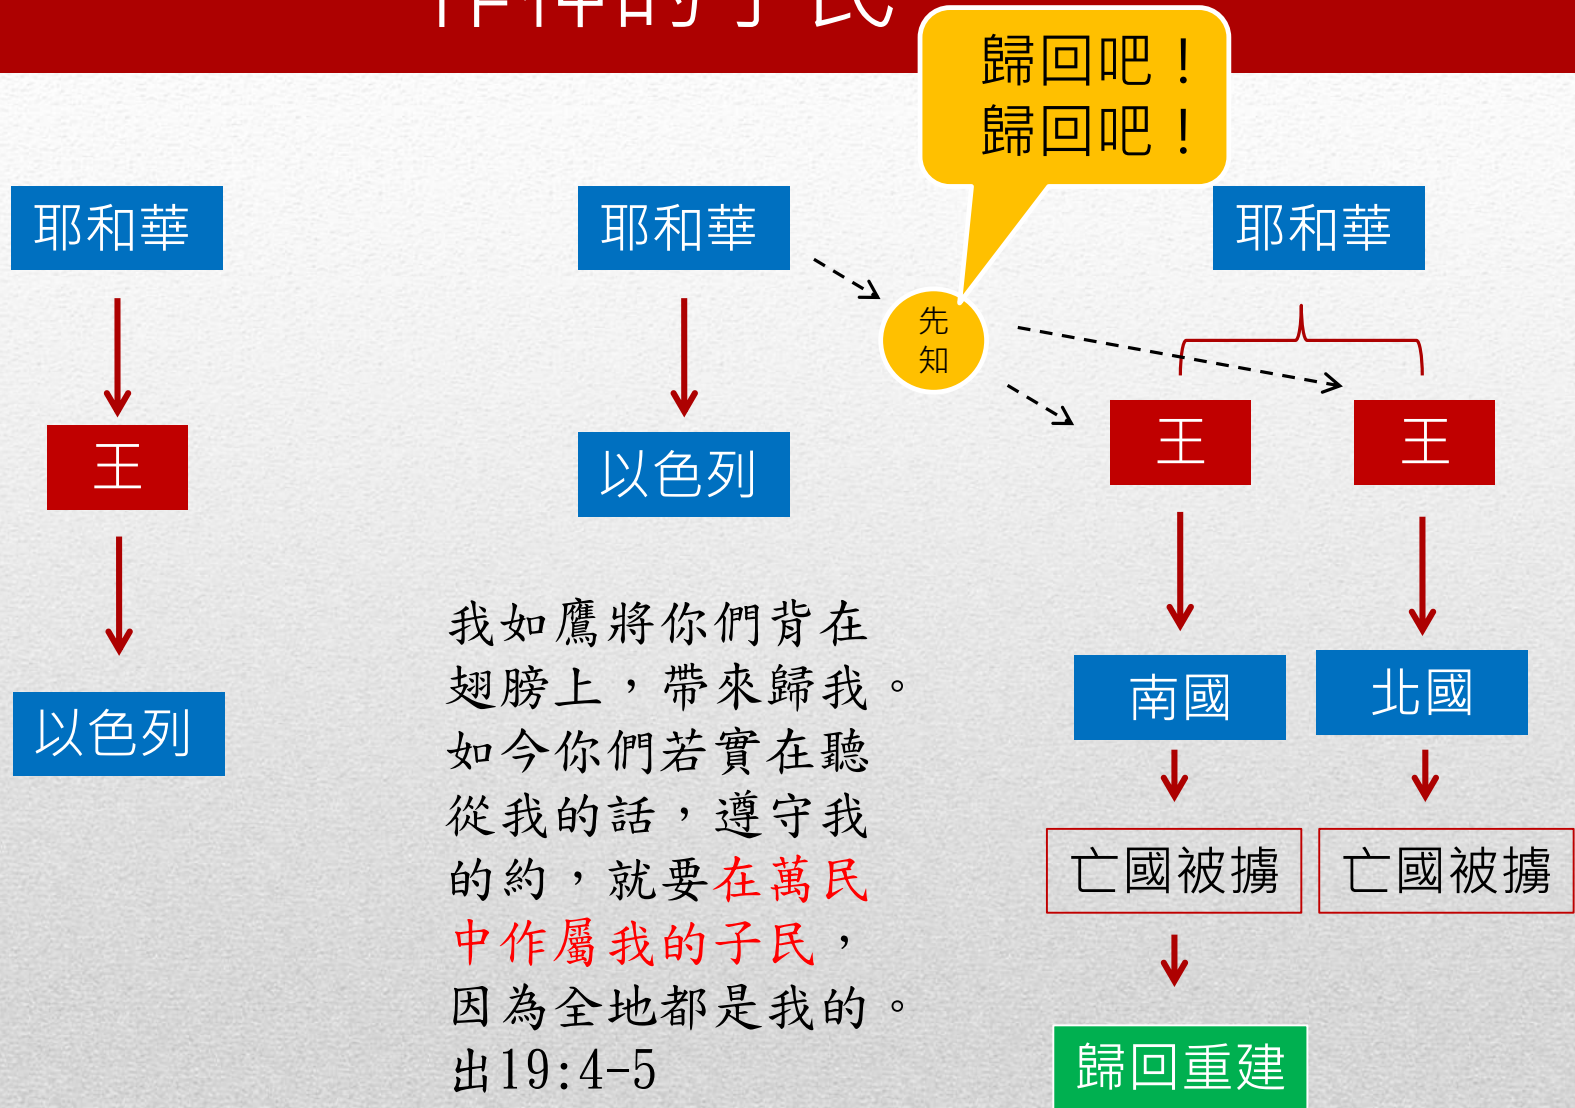 作神的子民
歸回吧！
歸回吧！
耶和華
王
以色列
耶和華
以色列
我如鷹將你們背在
翅膀上，帶來歸我。
如今你們若實在聽
從我的話，遵守我
的約，就要在萬民
中作屬我的子民，
因為全地都是我的。
出19:4-5
先
知
耶和華
王
王
南國
北國
亡國被擄
亡國被擄
歸回重建